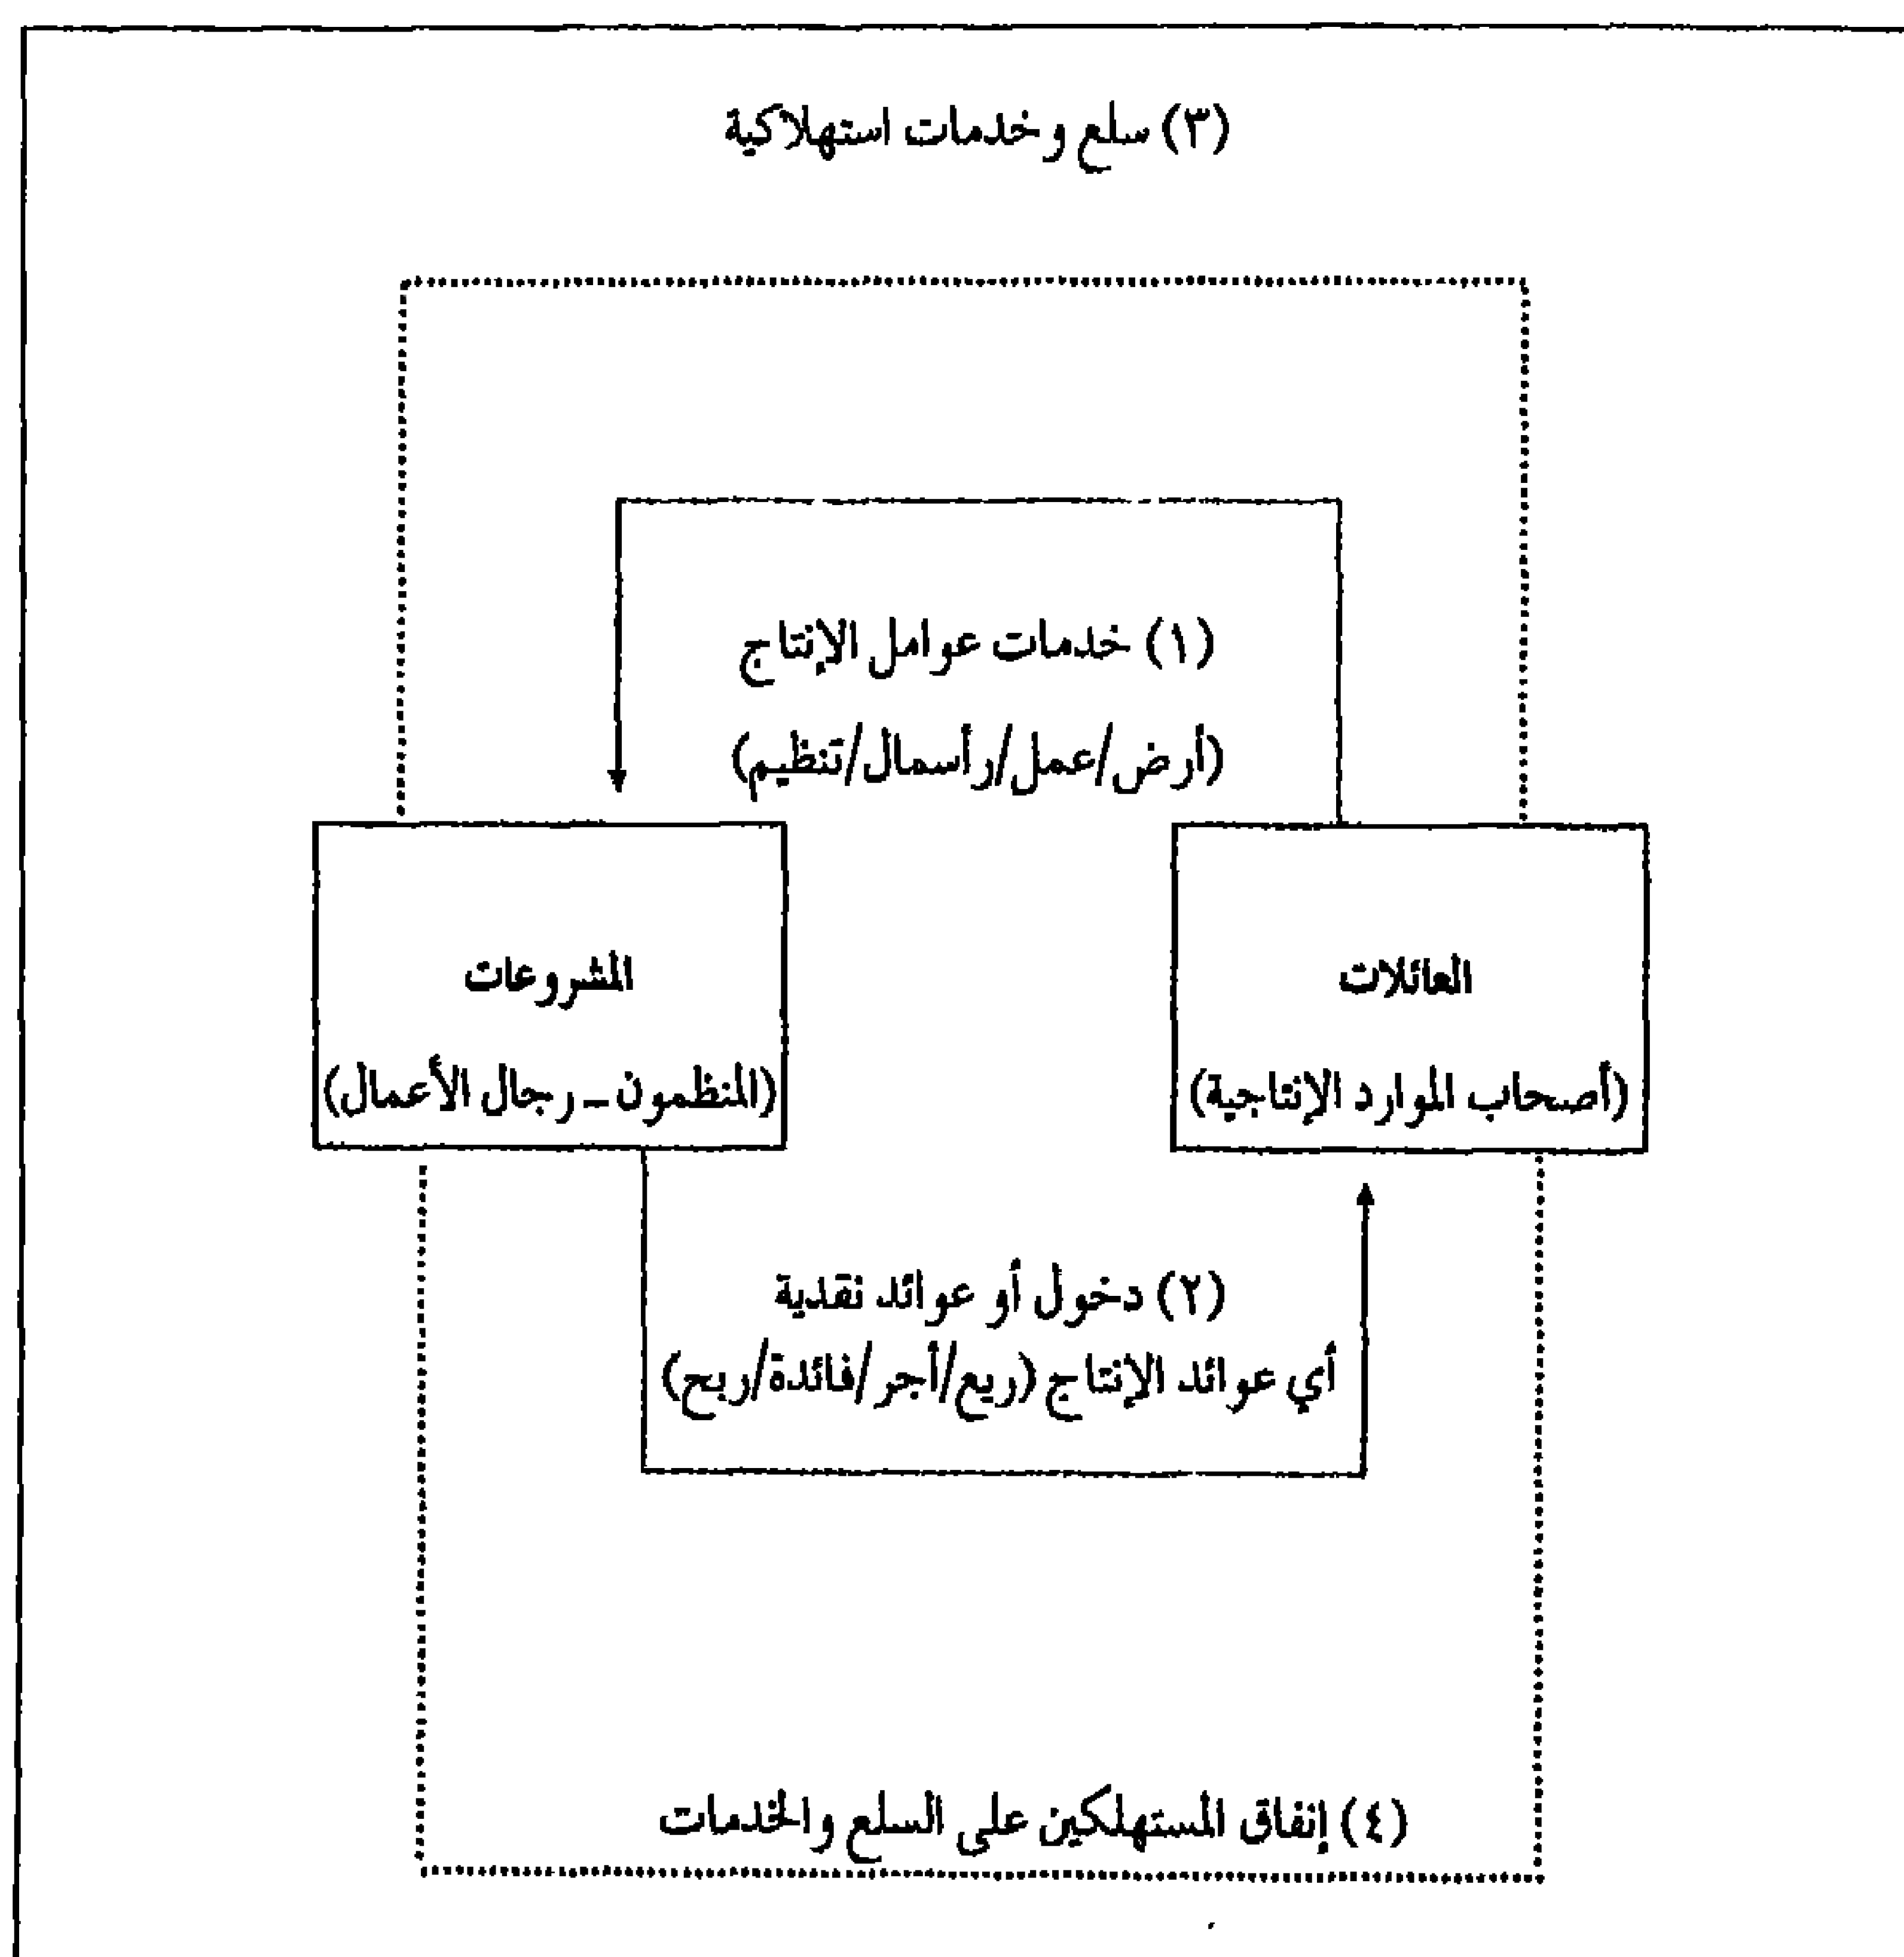 (٣) سلع وخدمات استهلاكية
(١) خدمات عوامل الإنتاج
(أرض/عمل/رأسمال/تنظيم)
العائلات
(أصحاب الموارد الإنتاجية)
المشروعات
(المنظمون – رجال الأعمال)
(٢) دخول أو عوائد نقدية
أي عوائد الإنتاج (ريع/أجر/فائدة/ربح)
(٤) إنفاق المستهلكين على السلع والخدمات